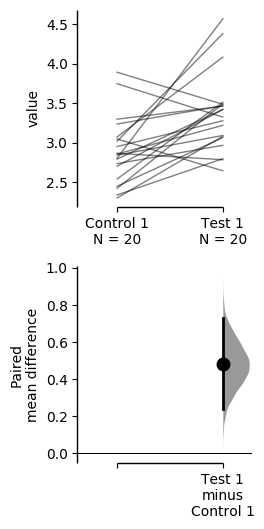 4.5
4.0
3.5
3.0
2.5
value
Control 1
N = 20
Test 1
N = 20
1.0
0.8
0.6
0.4
0.2
0.0
Paired
mean difference
Test 1
minus
Control 1